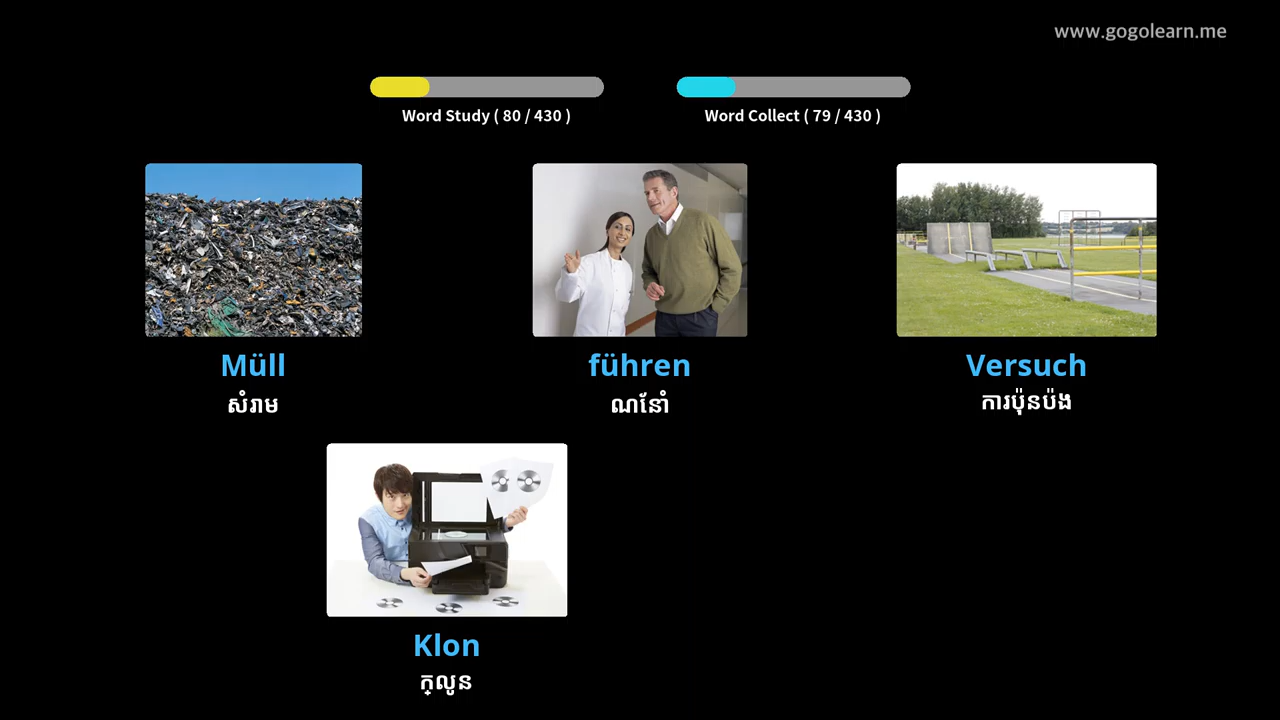 www.gogolearn.me
Word Study ( 80 / 430 )
Word Collect ( 79 / 430 )
Müll
សំរាម
führen
ណែនាំ
Versuch
ការប៉ុនប៉ង
Klon
ក្លូន